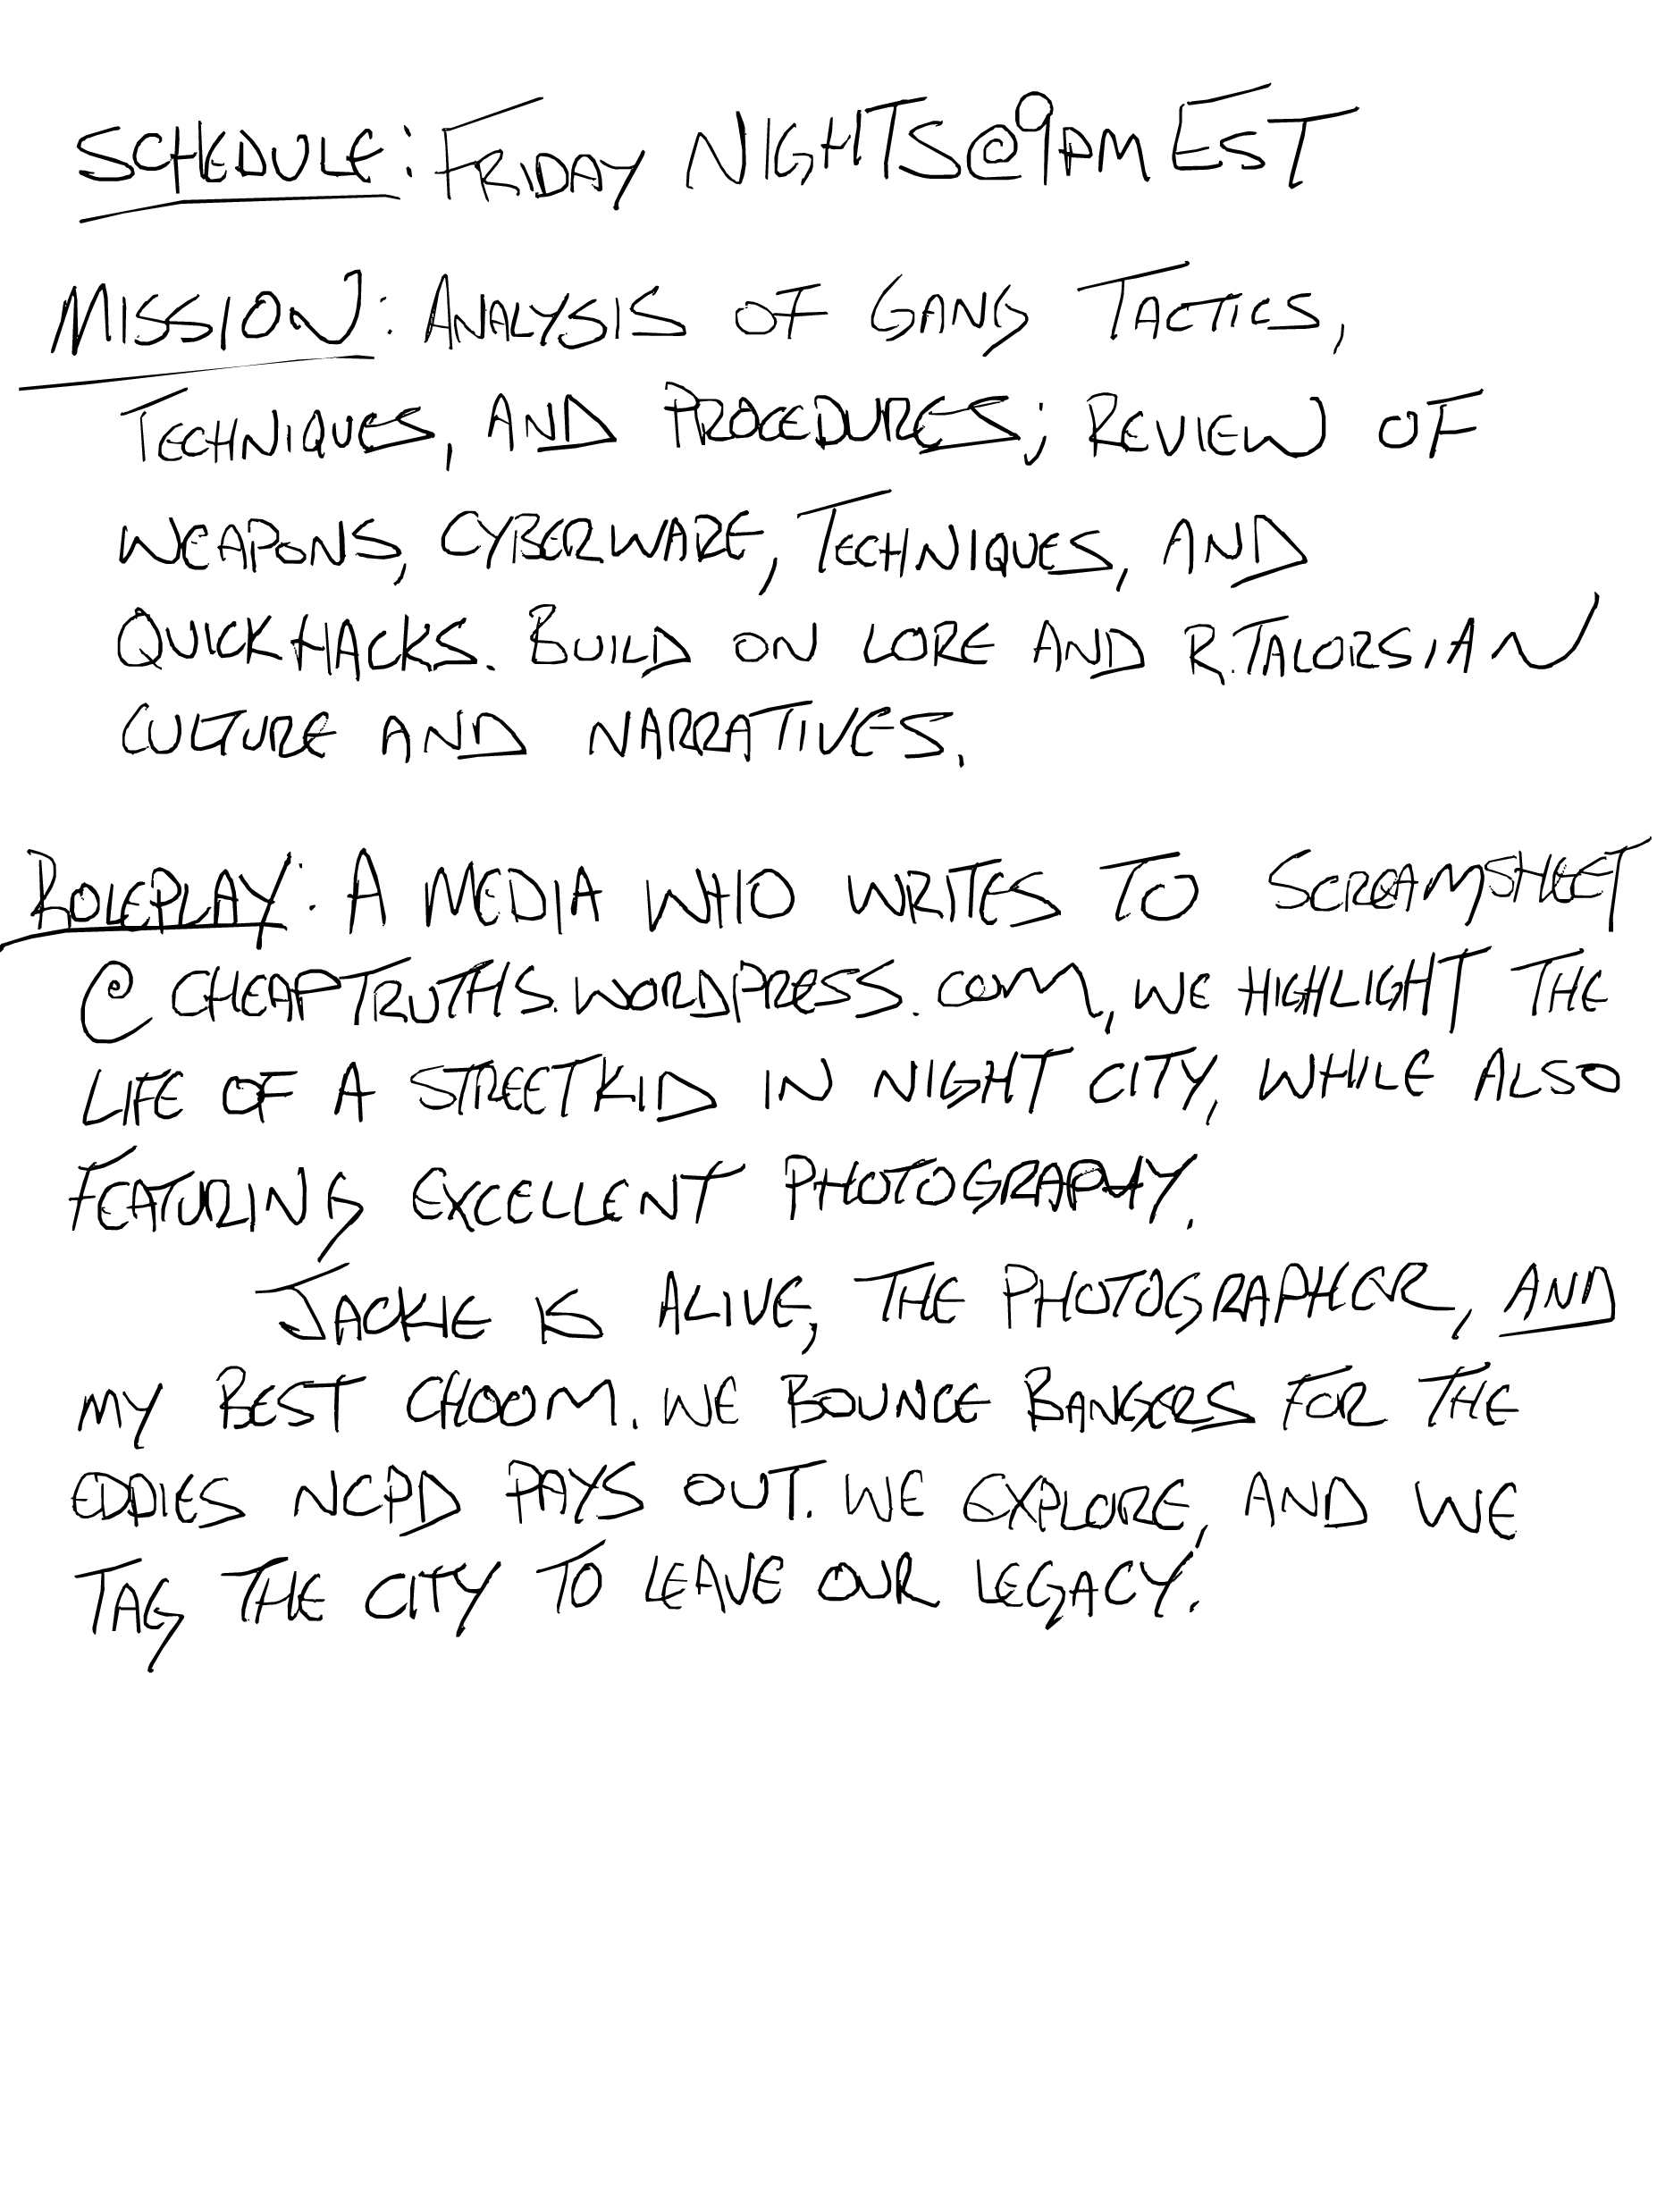 SCHEDULE: FRIDAY NIGHTS@9PM EST
MISSION: ANALYSIS OF GANG TACTICS,
TECHNIQUES, AND PROCEDURES; REVIEW OF
WEAPONS, CYBERWARE, TECHNIQUES, AND
QUICKHACKS. BUILD ON LORE AND R.TALORSIAN
CULTURE AND NARRATIVES.
ROLEPLAY: A MEDIA WHO WRITES TO SCREAMSHEET
@ CHEAPTRUTHS.WORDPRESS.COM, WE HIGHLIGHT THE
LIFE OF A STREETKID IN NIGHT CITY, WHILE ALSO
FEATURING EXCELLENT PHOTOGRAPHY.
JACKIE IS ALIVE, THE PHOTOGRAPHER, AND
MY BEST CHOOM. WE BOUNCE BANGERS FOR THE
EDDIES NCPD PAYS OUT. WE EXPLORE, AND WE
TAG THE CITY TO LEAVE OUR LEGACY.